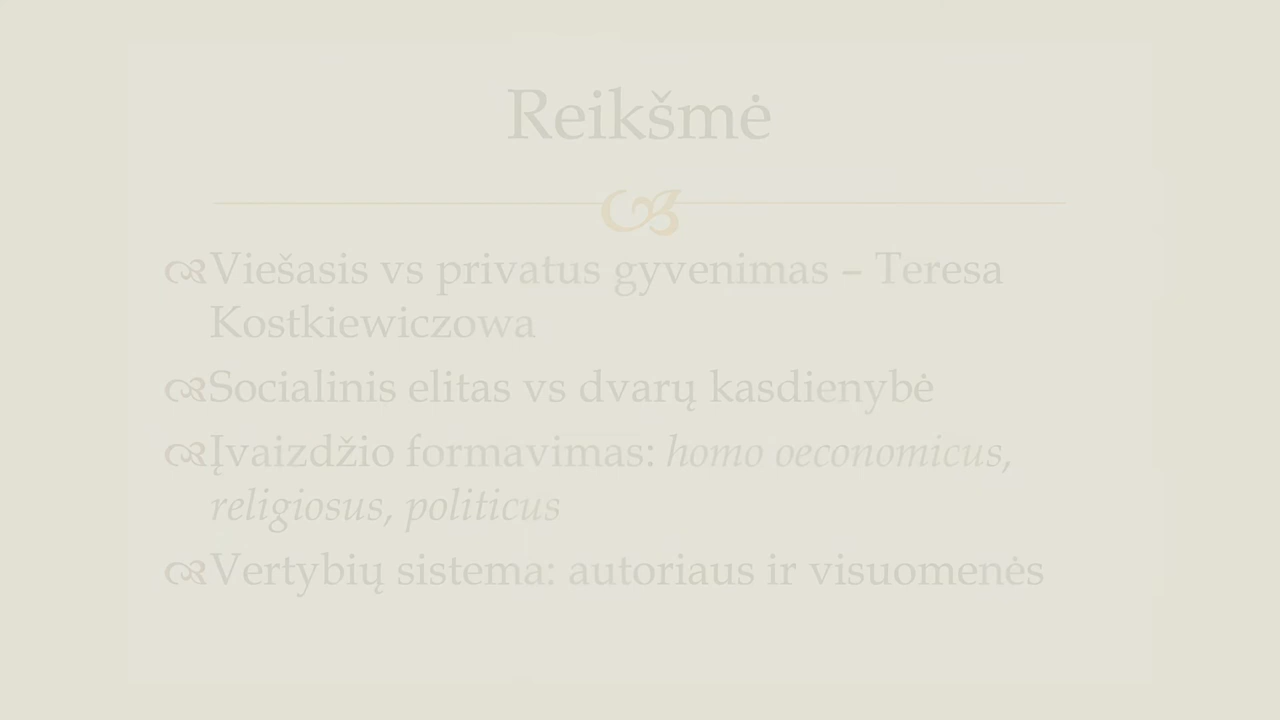 Reikšmė
Viešasis vs privatus gyvenimas – Teresa
Kostkiewiczowa
Socialinis elitas vs dvarų kasdienybė
Įvaizdžio formavimas: homo oeconomicus,
religiosus, politicus
Vertybių sistema: autoriaus ir visuomenės